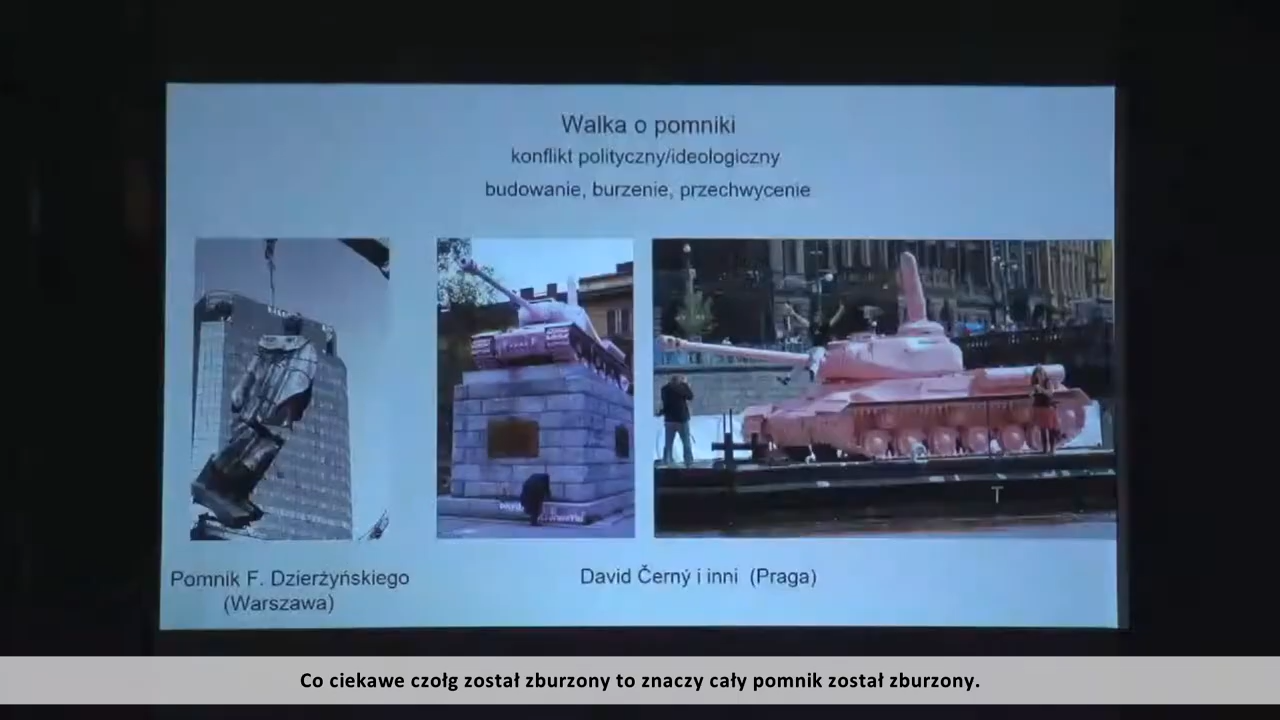 Walka o pomniki
konflikt polityczny/ideologiczny
budowanie, burzenie, przechwycenie
Pomnik F. Dzierżyńskiego
(Warszawa)
David Černý i inni (Praga)
Co ciekawe czołg został zburzony to znaczy cały pomnik został zburzony.